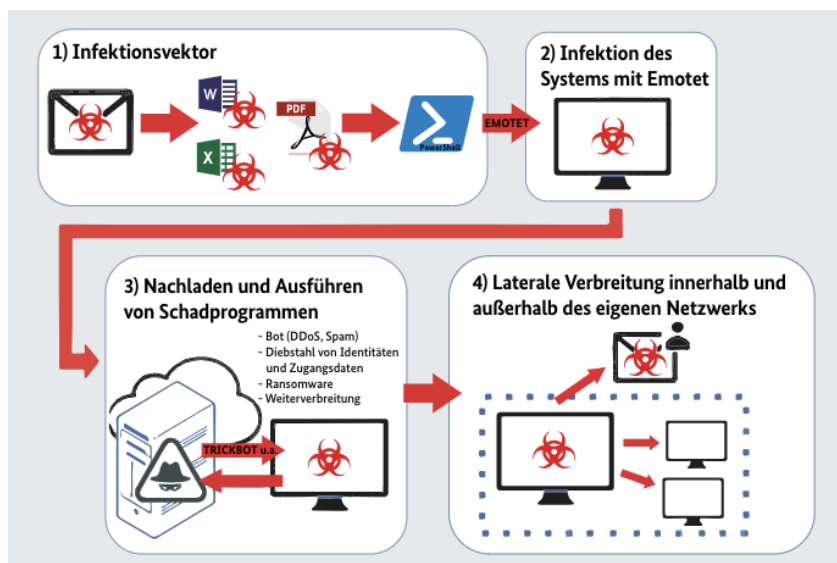 1) Infektionsvektor
W
X
PDF
PowerShell
EMOTET
2) Infektion des
Systems mit Emotet
3) Nachladen und Ausführen
von Schadprogrammen
- Bot (DDoS, Spam)
- Diebstahl von Identitäten
und Zugangsdaten
- Ransomware
- Weiterverbreitung
TRICKBOT u.a.
4) Laterale Verbreitung innerhalb und
außerhalb des eigenen Netzwerks